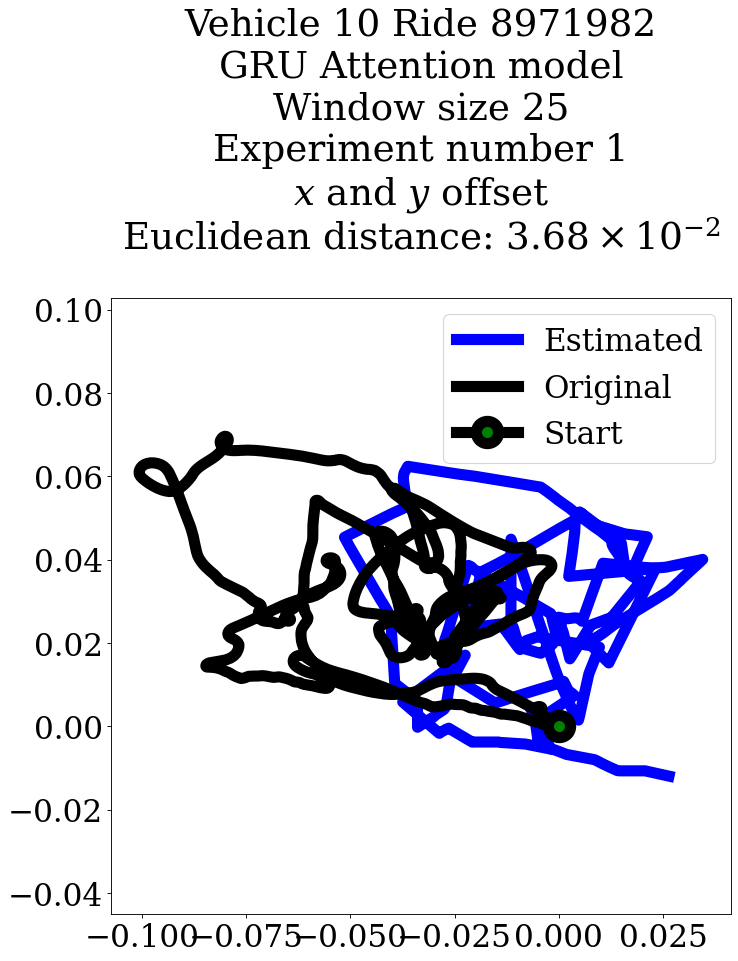 Vehicle 10 Ride 8971982
GRU Attention model
Window size 25
Experiment number 1
x and y offset
Euclidean distance: 3.68 × 10⁻²
Estimated
Original
Start
0.10
0.08
0.06
0.04
0.02
0.00
−0.02
−0.04
−0.100 −0.075 −0.050 −0.025 0.000 0.025